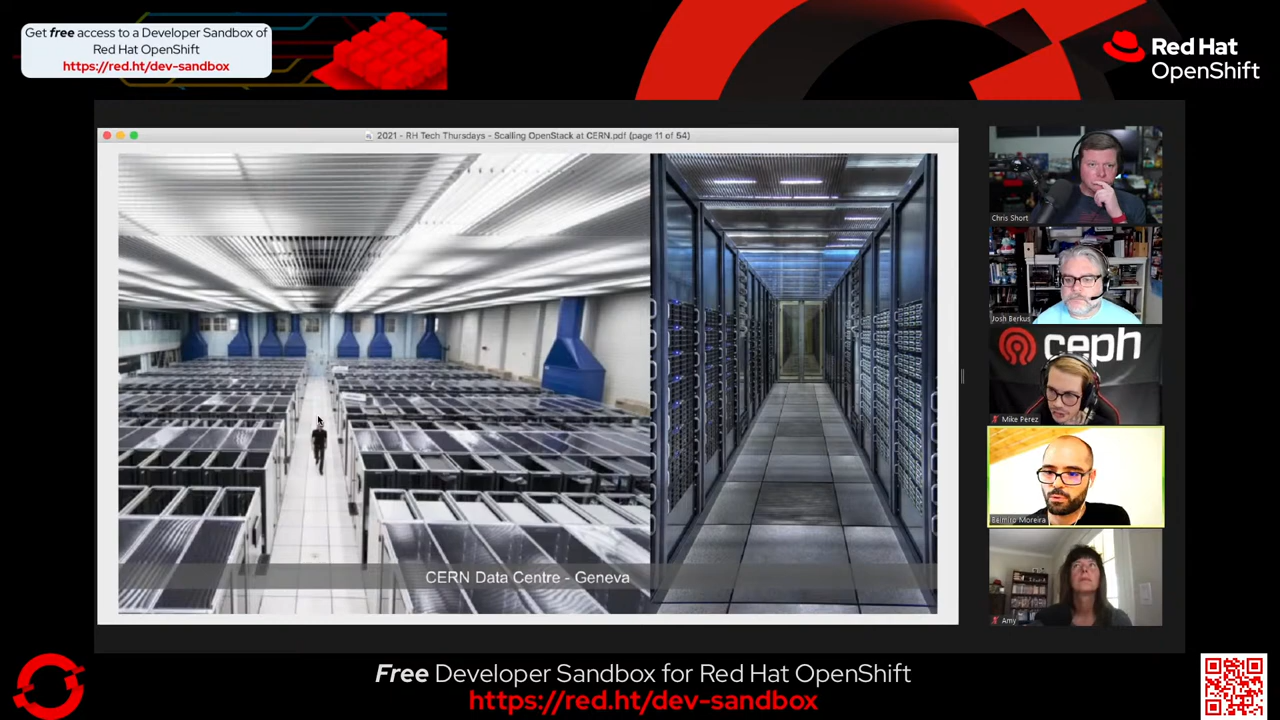 Get free access to a Developer Sandbox of
Red Hat OpenShift
https://red.ht/dev-sandbox
Red Hat
OpenShift
2021 - RH Tech Thursdays - Scaling OpenStack at CERN.pdf (page 11 of 54)
CERN Data Centre - Geneva
Chris Short
Josh Berkus
ceph
Mike Perez
Belmiro Moreira
Amy
Free Developer Sandbox for Red Hat OpenShift
https://red.ht/dev-sandbox